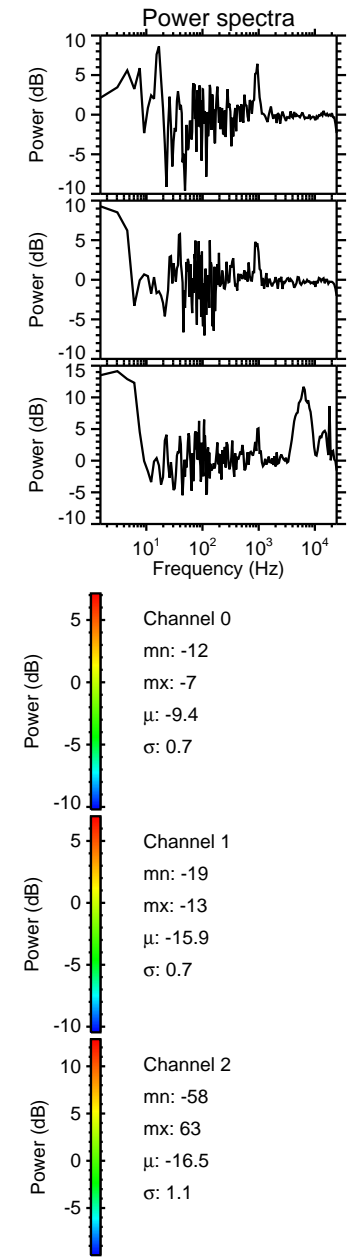 Power spectra
10
5
0
-5
-10
Power (dB)
10
5
0
-5
-10
Power (dB)
15
10
5
0
-5
-10
Power (dB)
10¹ 10² 10³ 10⁴
Frequency (Hz)
5
0
-5
-10
Power (dB)
Channel 0
mn: -12
mx: -7
μ: -9.4
σ: 0.7
5
0
-5
-10
Power (dB)
Channel 1
mn: -19
mx: -13
μ: -15.9
σ: 0.7
10
5
0
-5
Power (dB)
Channel 2
mn: -58
mx: 63
μ: -16.5
σ: 1.1